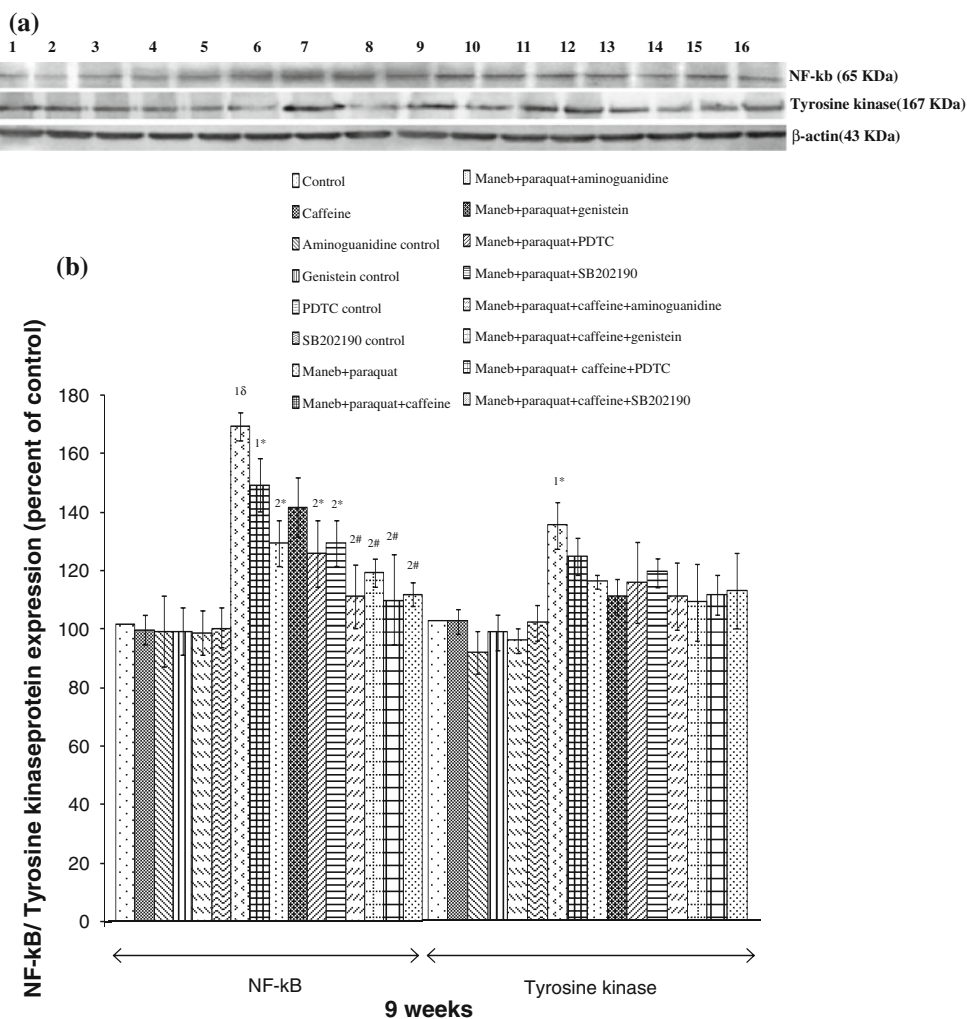 (a)
1 2 3 4 5 6 7 8 9 10 11 12 13 14 15 16
NF-kb (65 KDa)
Tyrosine kinase(167 KDa)
β-actin(43 KDa)
Control
Caffeine
Aminoguanidine control
Genistein control
PDTC control
SB202190 control
Maneb+paraquat
Maneb+paraquat+caffeine
Maneb+paraquat+aminoguanidine
Maneb+paraquat+genistein
Maneb+paraquat+PDTC
Maneb+paraquat+SB202190
Maneb+paraquat+caffeine+aminoguanidine
Maneb+paraquat+caffeine+genistein
Maneb+paraquat+ caffeine+PDTC
Maneb+paraquat+caffeine+SB202190
(b)
NF-kB/ Tyrosine kinaseprotein expression (percent of control)
180
160
140
120
100
80
60
40
20
0
1δ
1*
2*
2*
2*
2#
2#
2#
2#
1*
NF-kB
Tyrosine kinase
9 weeks